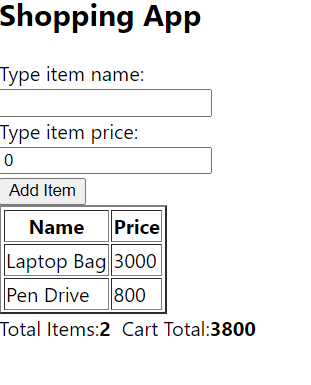 Shopping App
Type item name:
Type item price:
0
Add Item
Name Price
Laptop Bag 3000
Pen Drive 800
Total Items:2 Cart Total:3800